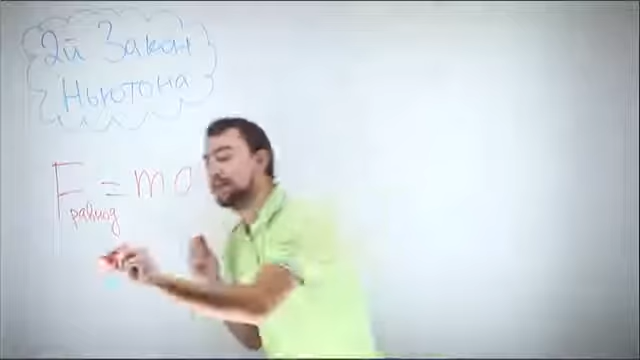 2й Закон
Ньютона
F равнод = ma